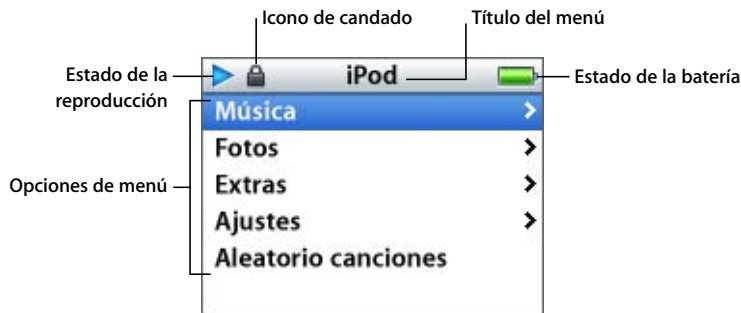 Icono de candado
Título del menú
Estado de la
reproducción
iPod
Estado de la batería
Música
Fotos
Opciones de menú
Extras
Ajustes
Aleatorio canciones